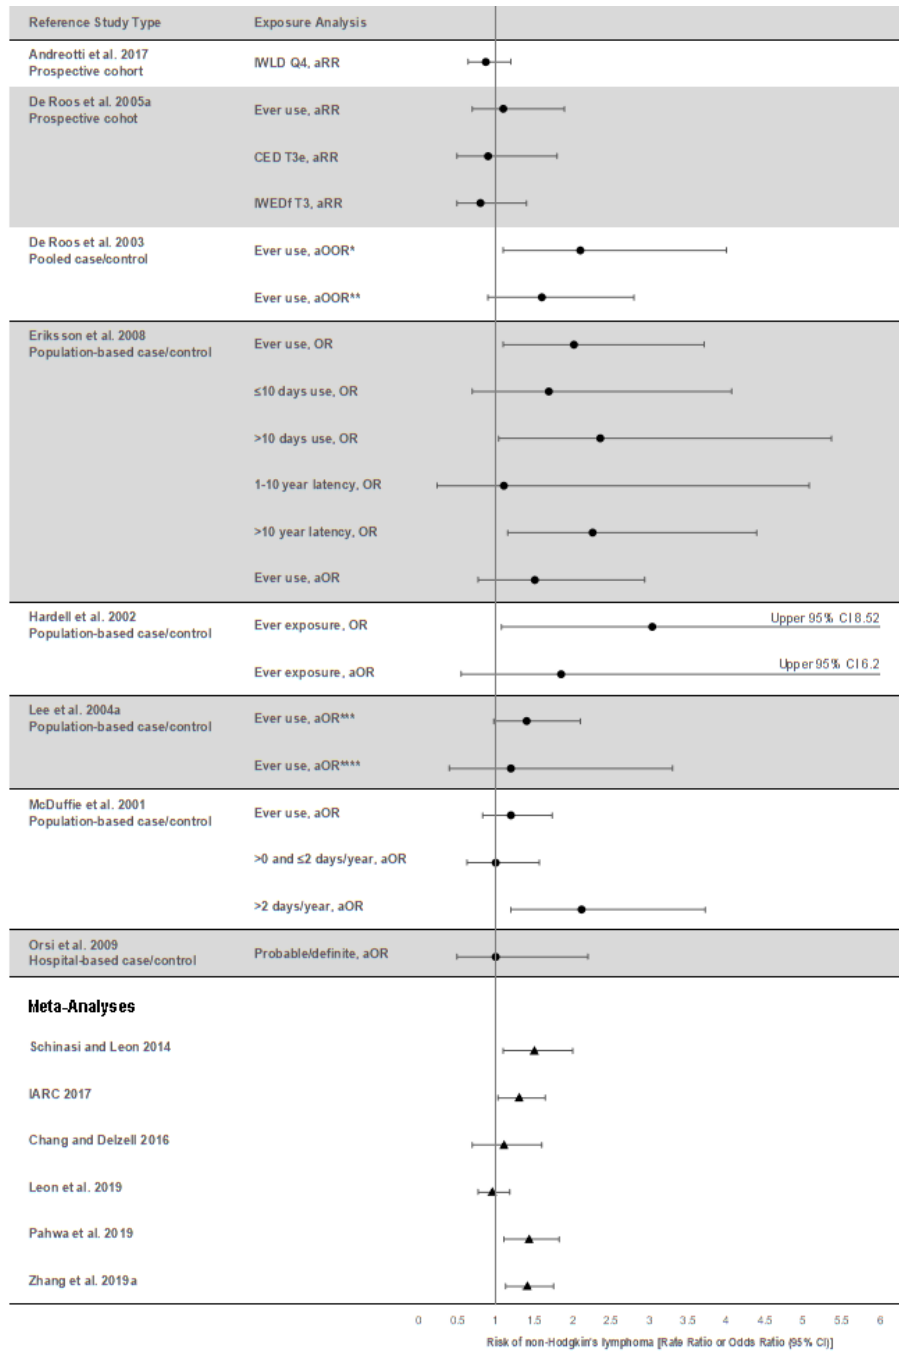 Reference Study Type Exposure Analysis
Andreotti et al. 2017
Prospective cohort
IWLD Q4, aRR
De Roos et al. 2005a
Prospective cohot
Ever use, aRR
CED T3e, aRR
IWEDf T3, aRR
De Roos et al. 2003
Pooled case/control
Ever use, aOOR*
Ever use, aOOR**
Eriksson et al. 2008
Population-based case/control
Ever use, OR
≤10 days use, OR
>10 days use, OR
1-10 year latency, OR
>10 year latency, OR
Ever use, aOR
Hardell et al. 2002
Population-based case/control
Ever exposure, OR
Upper 95% CI 8.52
Ever exposure, aOR
Upper 95% CI 6.2
Lee et al. 2004a
Population-based case/control
Ever use, aOR***
Ever use, aOR****
McDuffie et al. 2001
Population-based case/control
Ever use, aOR
>0 and ≤2 days/year, aOR
>2 days/year, aOR
Orsi et al. 2009
Hospital-based case/control
Probable/definite, aOR
Meta-Analyses
Schinasi and Leon 2014
IARC 2017
Chang and Delzell 2016
Leon et al. 2019
Pahwa et al. 2019
Zhang et al. 2019a
0 0.5 1 1.5 2 2.5 3 3.5 4 4.5 5 5.5 6
Risk of non-Hodgkin's lymphoma [Rate Ratio or Odds Ratio (95% CI)]